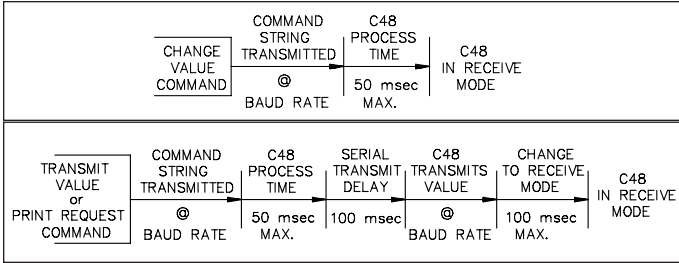 CHANGE
VALUE
COMMAND
COMMAND
STRING
TRANSMITTED
@
BAUD RATE
C48
PROCESS
TIME
50 msec
MAX.
C48
IN RECEIVE
MODE
TRANSMIT
VALUE
or
PRINT REQUEST
COMMAND
COMMAND
STRING
TRANSMITTED
@
BAUD RATE
C48
PROCESS
TIME
50 msec
MAX.
SERIAL
TRANSMIT
DELAY
100 msec
C48
TRANSMITS
VALUE
@
BAUD RATE
CHANGE
TO RECEIVE
MODE
100 msec
MAX.
C48
IN RECEIVE
MODE